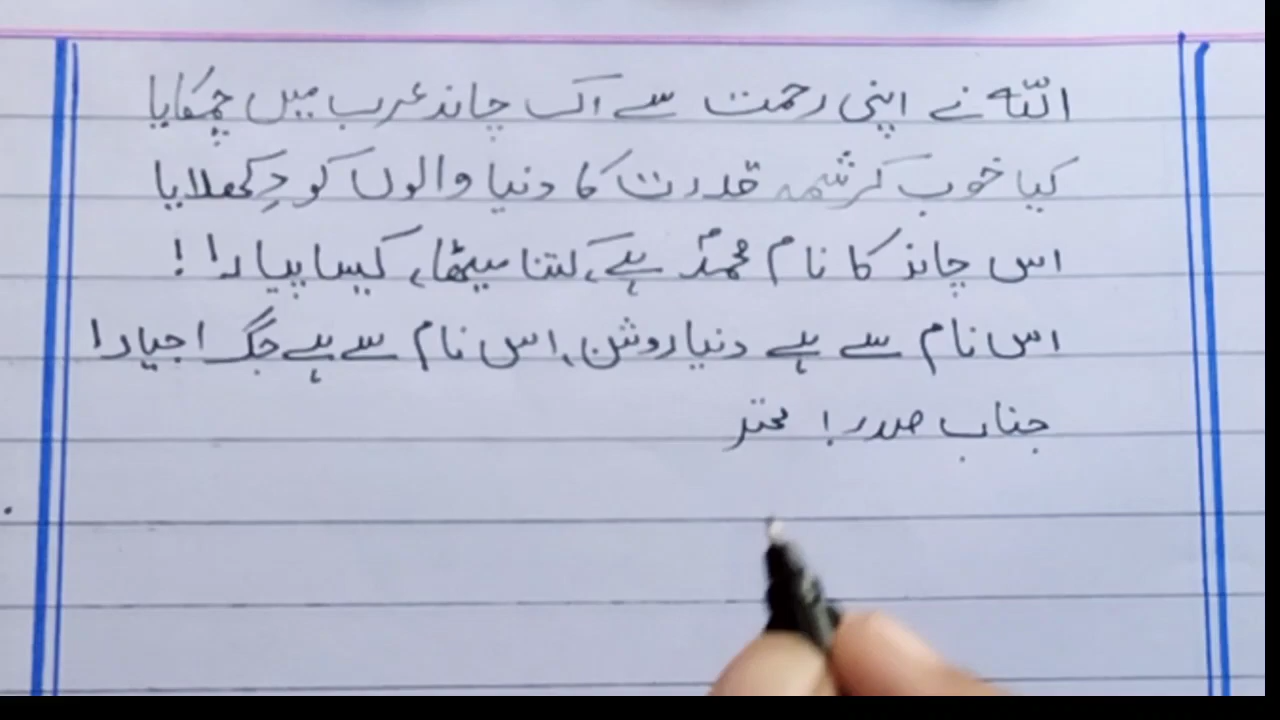 اللہ نے اپنی رحمت سے اک چاند عرب میں چمکایا
کیا خوب کرشمہ قدرت کا دنیا والوں کو دِکھلایا
اس چاند کا نام محمدؐ ہے، کتنا میٹھا، کیسا پیارا !
اس نام سے ہے دنیا روشن، اس نام سے ہے جگ اجیارا
جناب صدر! محتر